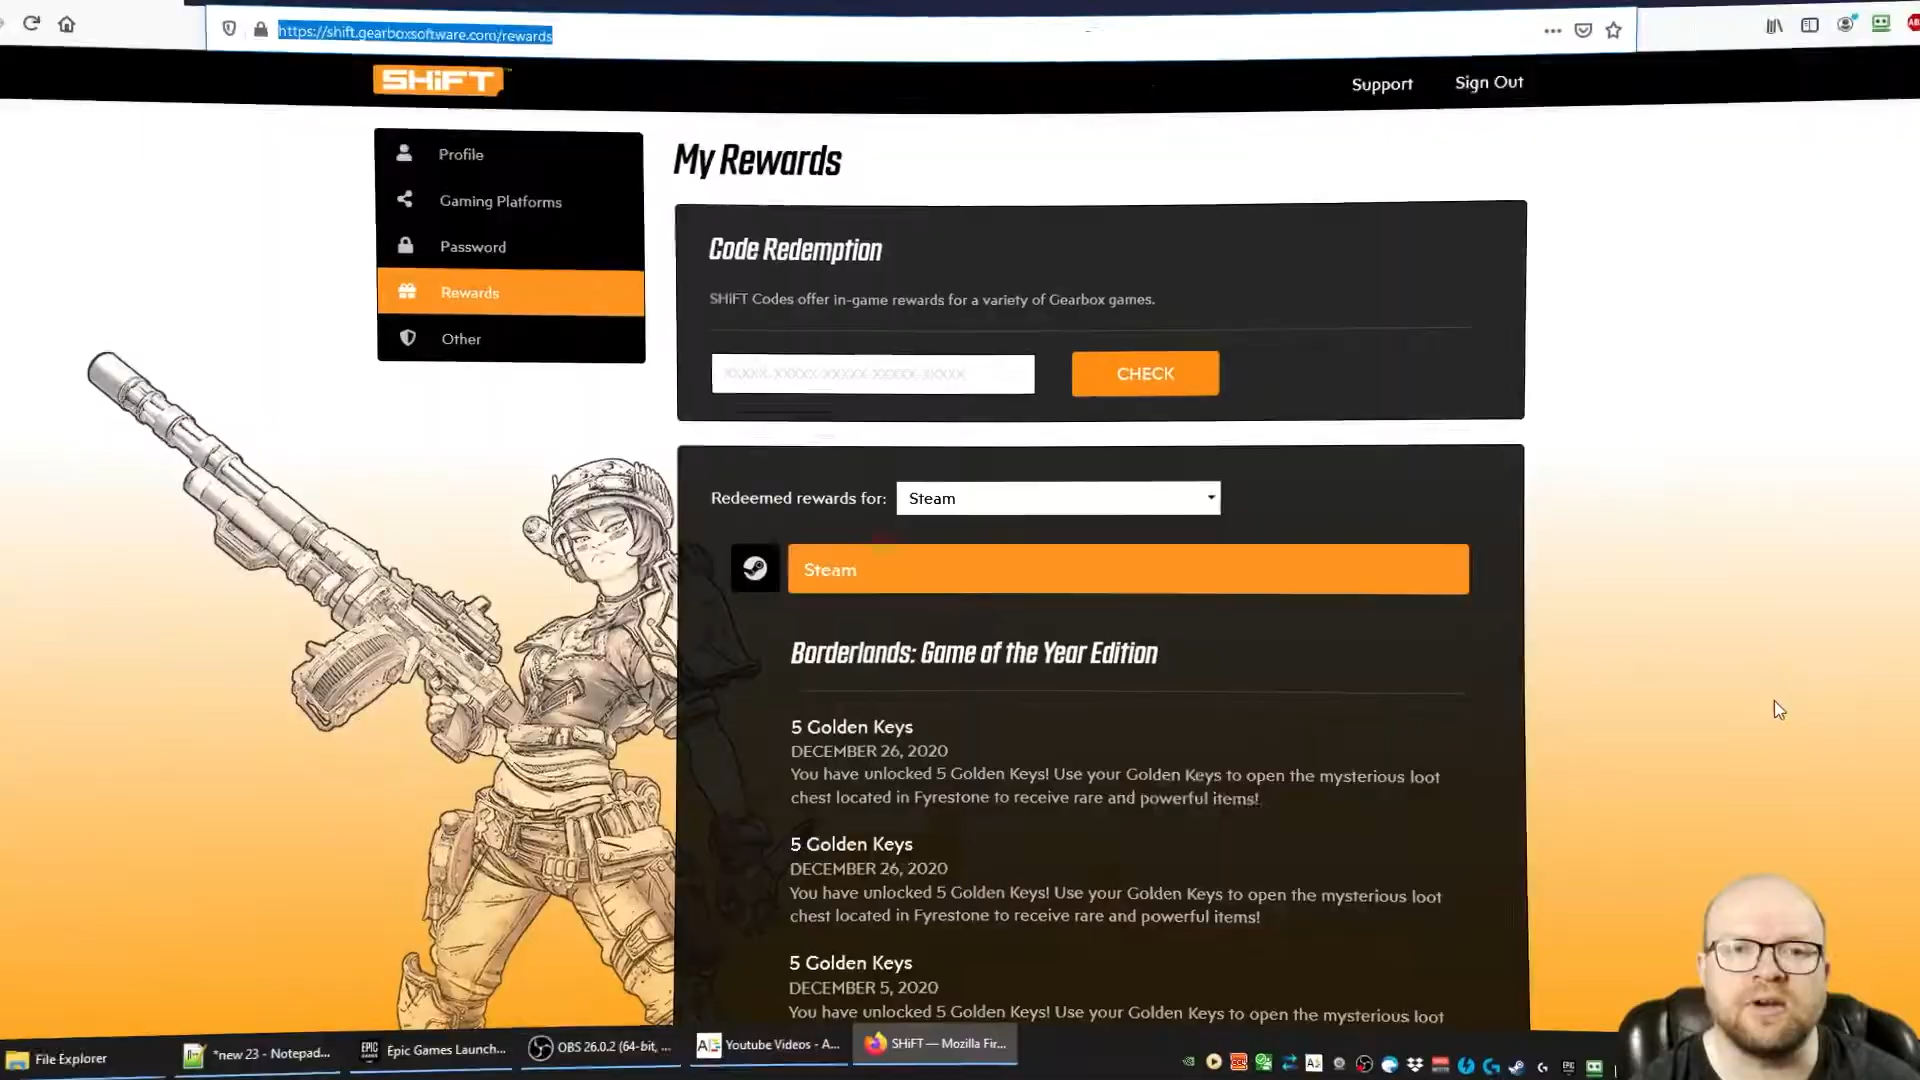 https://shift.gearboxsoftware.com/rewards
SHiFT
Support
Sign Out
Profile
Gaming Platforms
Password
Rewards
Other
My Rewards
Code Redemption
SHiFT Codes offer in-game rewards for a variety of Gearbox games.
XXXXX-XXXXX-XXXXX-XXXXX-XXXXX
CHECK
Redeemed rewards for:
Steam
Steam
Borderlands: Game of the Year Edition
5 Golden Keys
DECEMBER 26, 2020
You have unlocked 5 Golden Keys! Use your Golden Keys to open the mysterious loot
chest located in Fyrestone to receive rare and powerful items!
5 Golden Keys
DECEMBER 26, 2020
You have unlocked 5 Golden Keys! Use your Golden Keys to open the mysterious loot
chest located in Fyrestone to receive rare and powerful items!
5 Golden Keys
DECEMBER 5, 2020
You have unlocked 5 Golden Keys! Use your Golden Keys to open the mysterious loot
File Explorer
*new 23 - Notepad...
EPIC
Epic Games Launch...
OBS 26.0.2 (64-bit, ...
Youtube Videos - A...
SHiFT — Mozilla Fir...